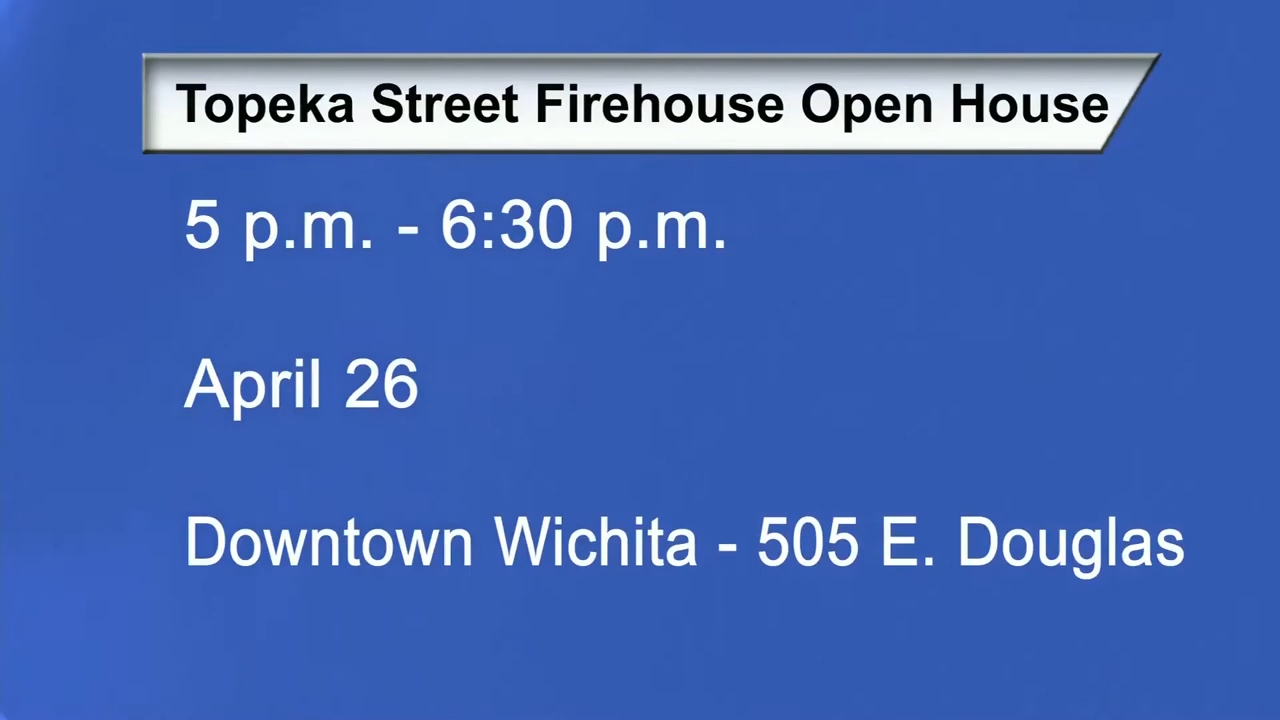 Topeka Street Firehouse Open House
5 p.m. - 6:30 p.m.
April 26
Downtown Wichita - 505 E. Douglas